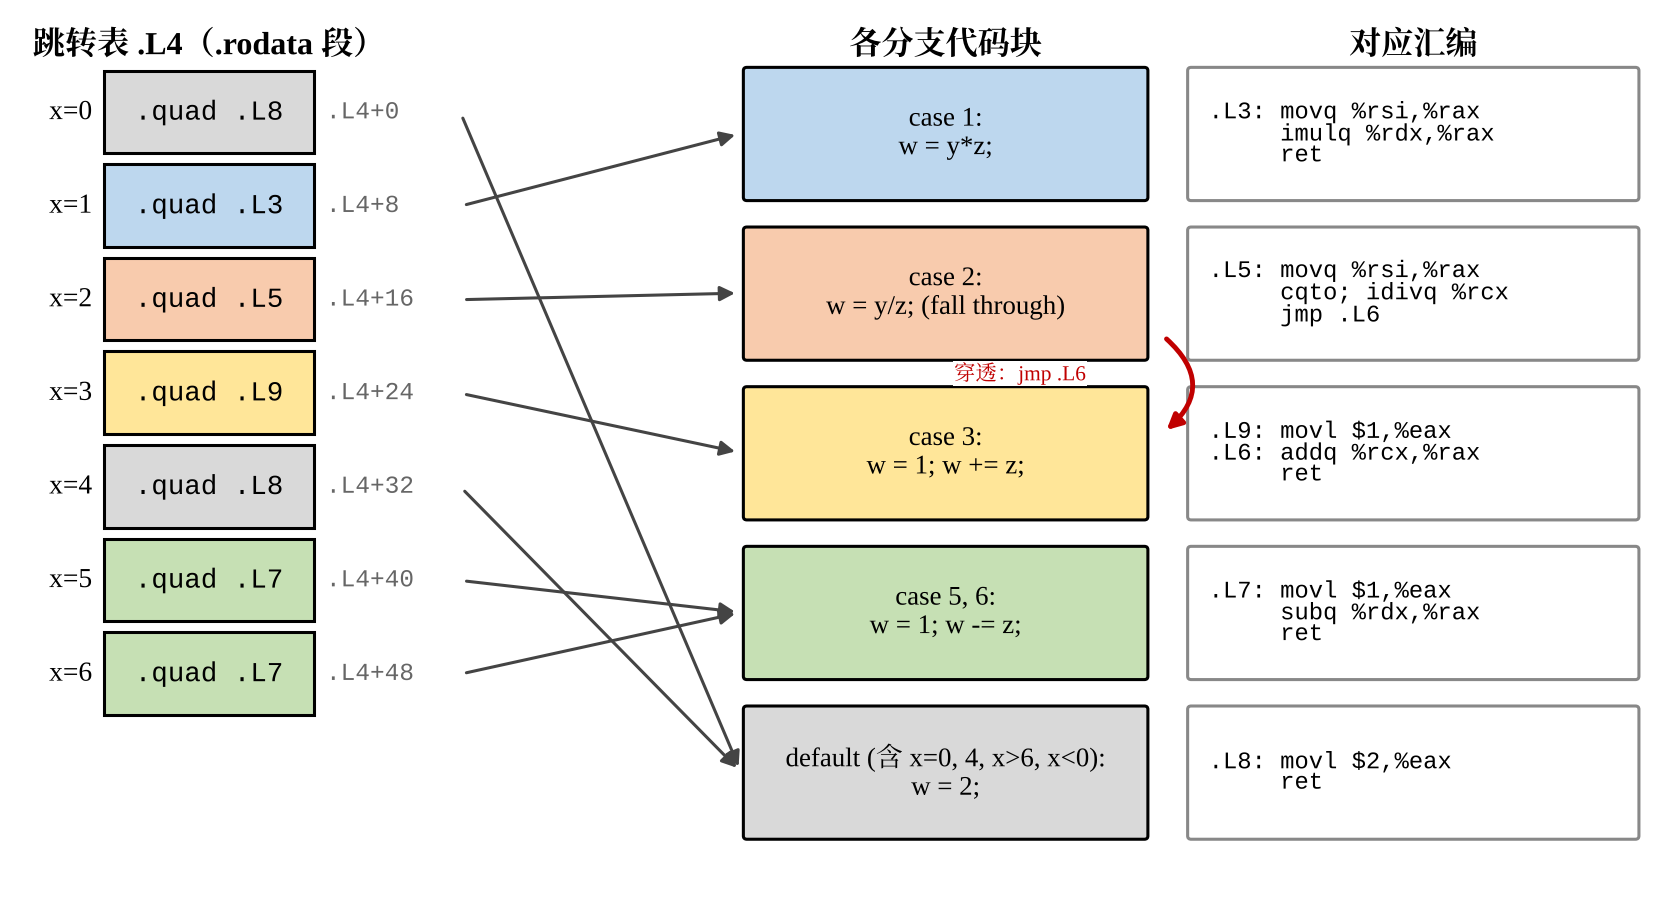 跳转表 .L4（.rodata 段）
x=0 .quad .L8 .L4+0
x=1 .quad .L3 .L4+8
x=2 .quad .L5 .L4+16
x=3 .quad .L9 .L4+24
x=4 .quad .L8 .L4+32
x=5 .quad .L7 .L4+40
x=6 .quad .L7 .L4+48
各分支代码块
case 1:
w = y*z;
case 2:
w = y/z; (fall through)
穿透：jmp .L6
case 3:
w = 1; w += z;
case 5, 6:
w = 1; w -= z;
default (含 x=0, 4, x>6, x<0):
w = 2;
对应汇编
.L3: movq %rsi,%rax
imulq %rdx,%rax
ret
.L5: movq %rsi,%rax
cqto; idivq %rcx
jmp .L6
.L9: movl $1,%eax
.L6: addq %rcx,%rax
ret
.L7: movl $1,%eax
subq %rdx,%rax
ret
.L8: movl $2,%eax
ret